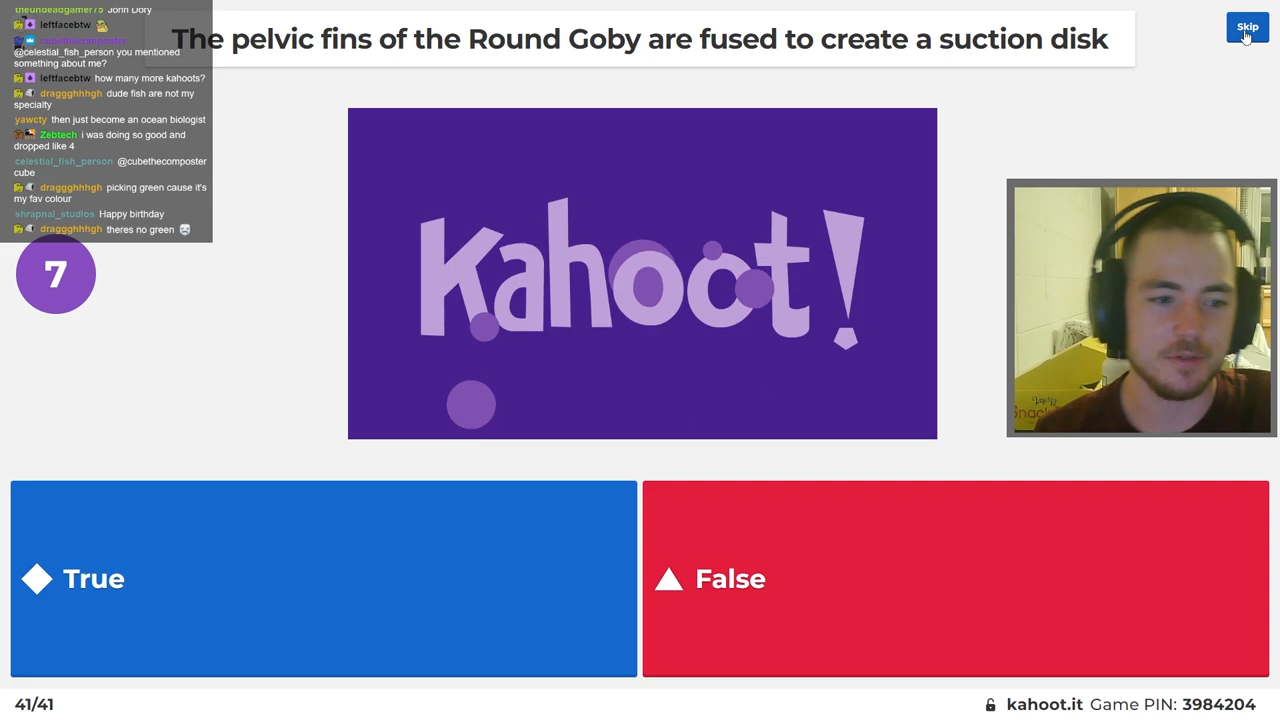 theundeadgamer75 John Dory
leftfacebtw
cubethecomposter
@celestial_fish_person you mentioned
something about me?
leftfacebtw how many more kahoots?
draggghhhgh dude fish are not my
specialty
yawcty then just become an ocean biologist
Zebtech i was doing so good and
dropped like 4
celestial_fish_person @cubethecomposter
cube
draggghhhgh picking green cause it's
my fav colour
shrapnal_studios Happy birthday
draggghhhgh theres no green
The pelvic fins of the Round Goby are fused to create a suction disk
Skip
7
Kahoot!
Variety
Snack
True
False
41/41
kahoot.it Game PIN: 3984204